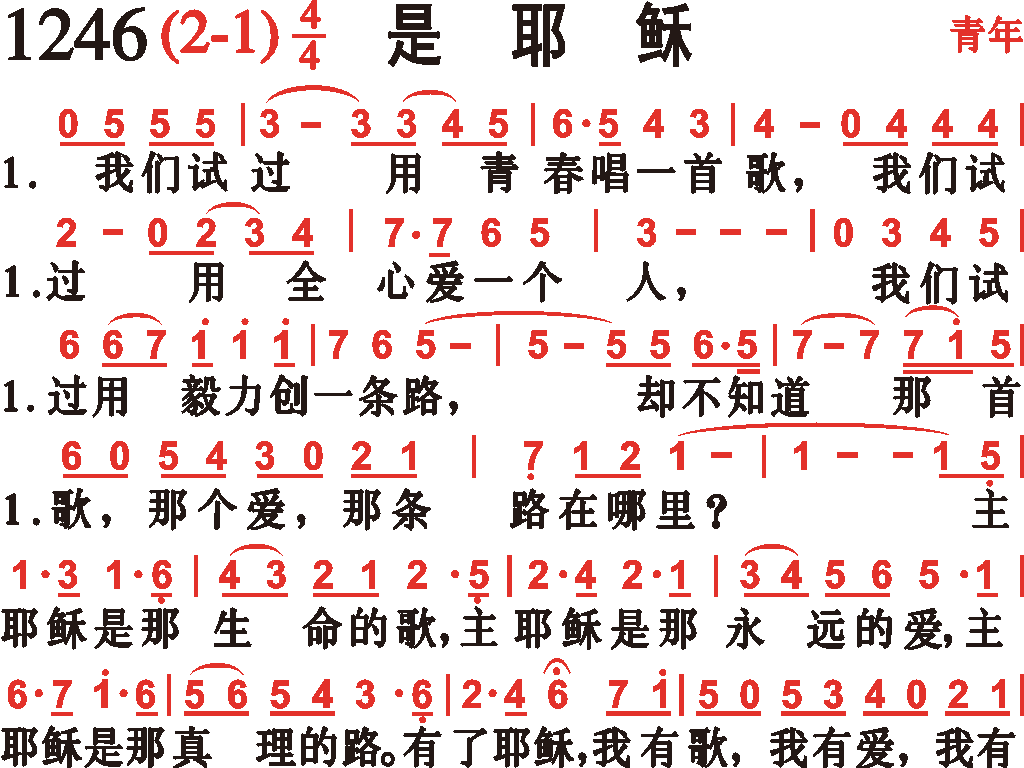 1246 (2-1) 4/4 是 耶 稣 青年
0 5 5 5 | 3 - 3 3 4 5 | 6· 5 4 3 | 4 - 0 4 4 4 |
1. 我们试 过 用 青 春唱一首 歌， 我们试
2 - 0 2 3 4 | 7· 7 6 5 | 3 - - - | 0 3 4 5 |
1.过 用 全 心爱一个 人， 我们试
6 6 7 i i i | 7 6 5 - | 5 - 5 5 6· 5 | 7 - 7 7 i 5 |
1.过用 毅力创一条路， 却不知道 那 首
6 0 5 4 3 0 2 1 | 7 1 2 1 - | 1 - - 1 5 |
1.歌，那个爱，那条 路在哪里？ 主
1· 3 1· 6 | 4 3 2 1 2 · 5 | 2· 4 2· 1 | 3 4 5 6 5 · 1 |
耶稣是那 生 命的歌，主耶稣是那 永 远的爱，主
6· 7 i· 6 | 5 6 5 4 3 · 6 | 2· 4 6 7 i | 5 0 5 3 4 0 2 1 |
耶稣是那真 理的路。有了耶稣，我有歌，我有爱，我有